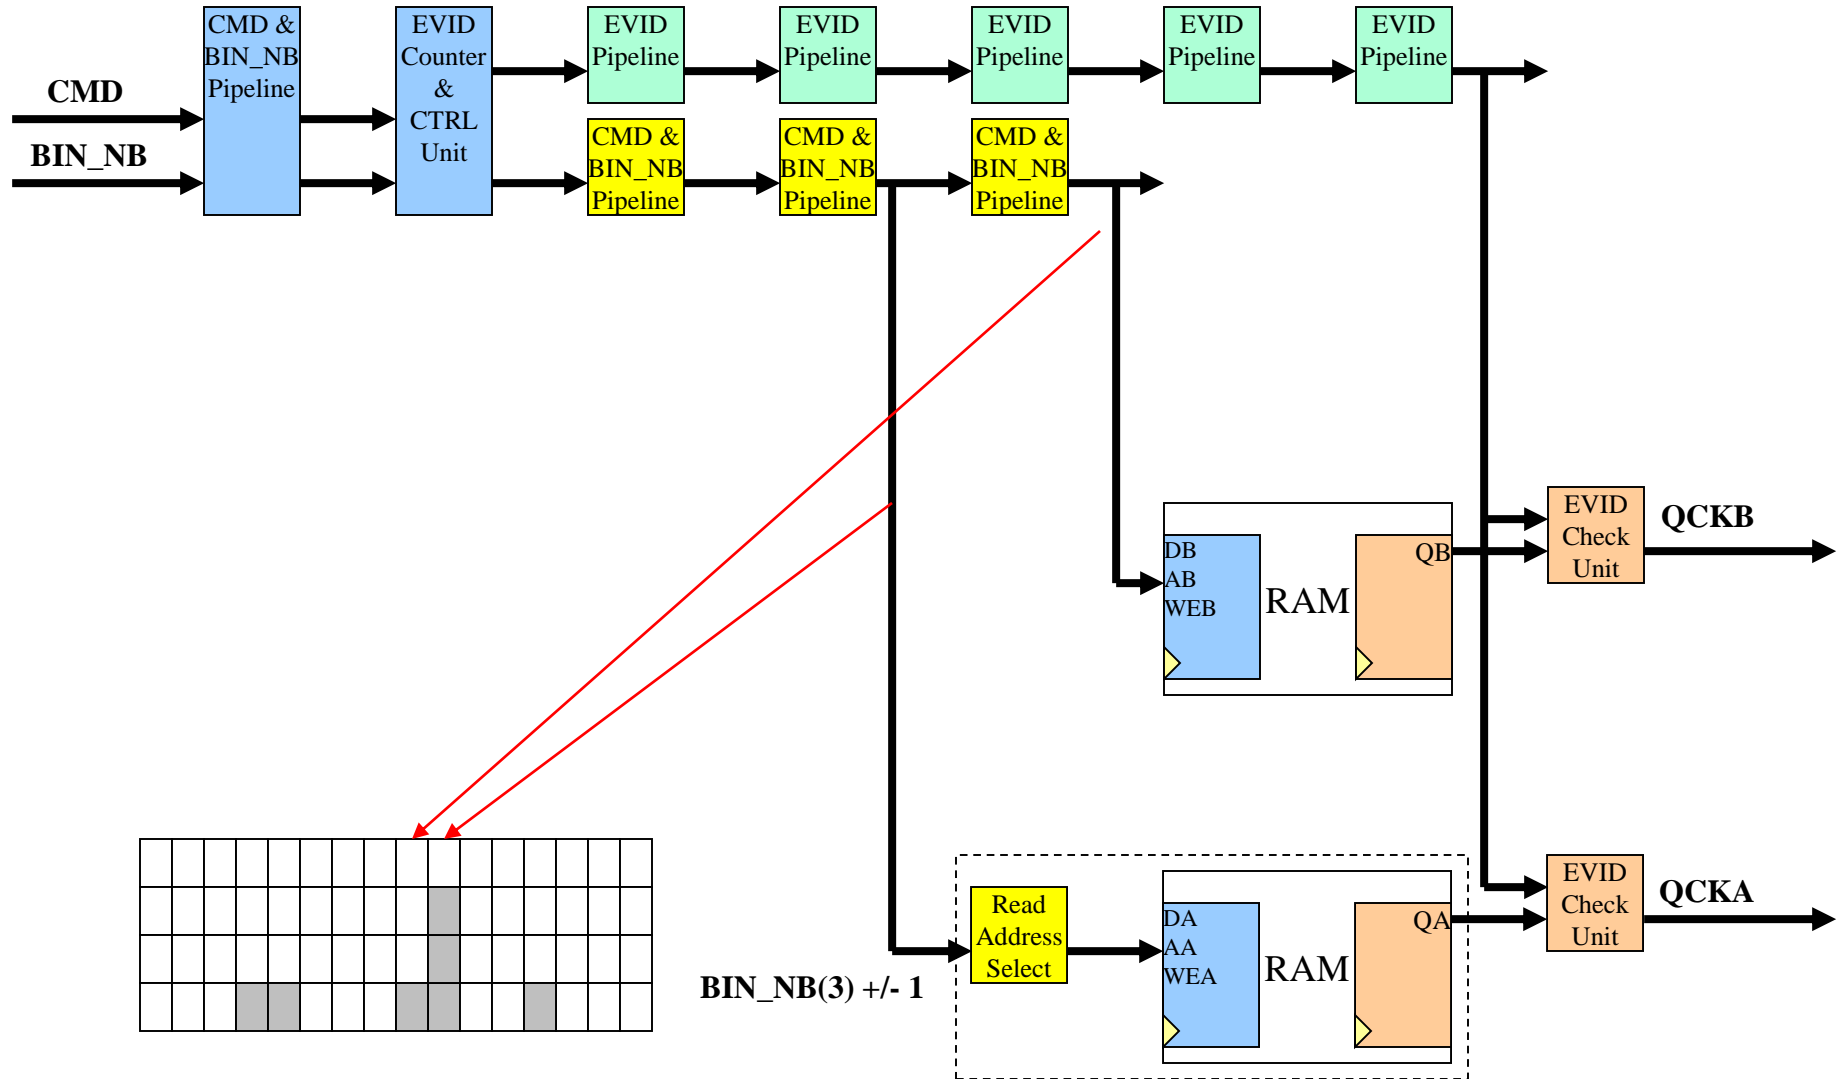 CMD &
BIN_NB
Pipeline
EVID
Counter
&
CTRL
Unit
EVID
Pipeline
EVID
Pipeline
EVID
Pipeline
EVID
Pipeline
EVID
Pipeline
CMD
BIN_NB
CMD &
BIN_NB
Pipeline
CMD &
BIN_NB
Pipeline
CMD &
BIN_NB
Pipeline
DB
AB
WEB
RAM
QB
EVID
Check
Unit
QCKB
Read
Address
Select
BIN_NB(3) +/- 1
DA
AA
WEA
RAM
QA
EVID
Check
Unit
QCKA